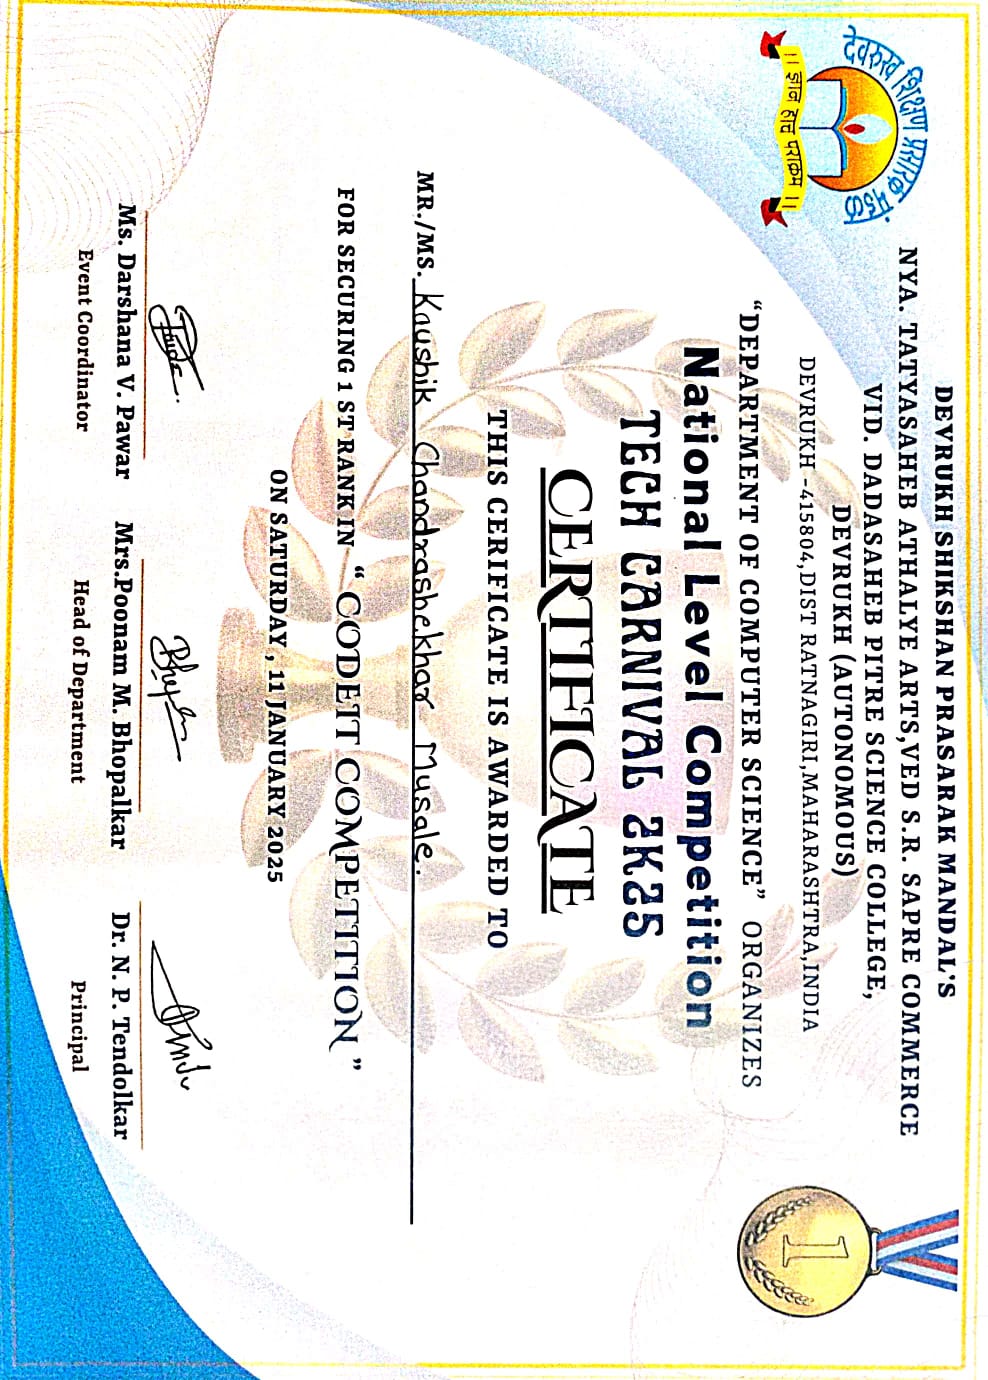 देवरुख शिक्षण प्रसारक मंडळ
।। ज्ञान हाच पराक्रम ।।
DEVRUKH SHIKSHAN PRASARAK MANDAL'S
NYA. TATYASAHEB ATHALYE ARTS,VED S.R. SAPRE COMMERCE
VID. DADASAHEB PITRE SCIENCE COLLEGE,
DEVRUKH (AUTONOMOUS)
DEVRUKH -415804,DIST RATNAGIRI,MAHARASHTRA,INDIA
1
“DEPARTMENT OF COMPUTER SCIENCE” ORGANIZES
National Level Competition
TECH CARNIVAL 2K25
CERTIFICATE
THIS CERIFICATE IS AWARDED TO
MR./MS. Kaushik Chandrashekhar Musale.
FOR SECURING 1 ST RANK IN “ CODEIT COMPETITION ”
ON SATURDAY , 11 JANUARY 2025
Ms. Darshana V. Pawar Mrs.Poonam M. Bhopalkar Dr. N. P. Tendolkar
Event Coordinator Head of Department Principal